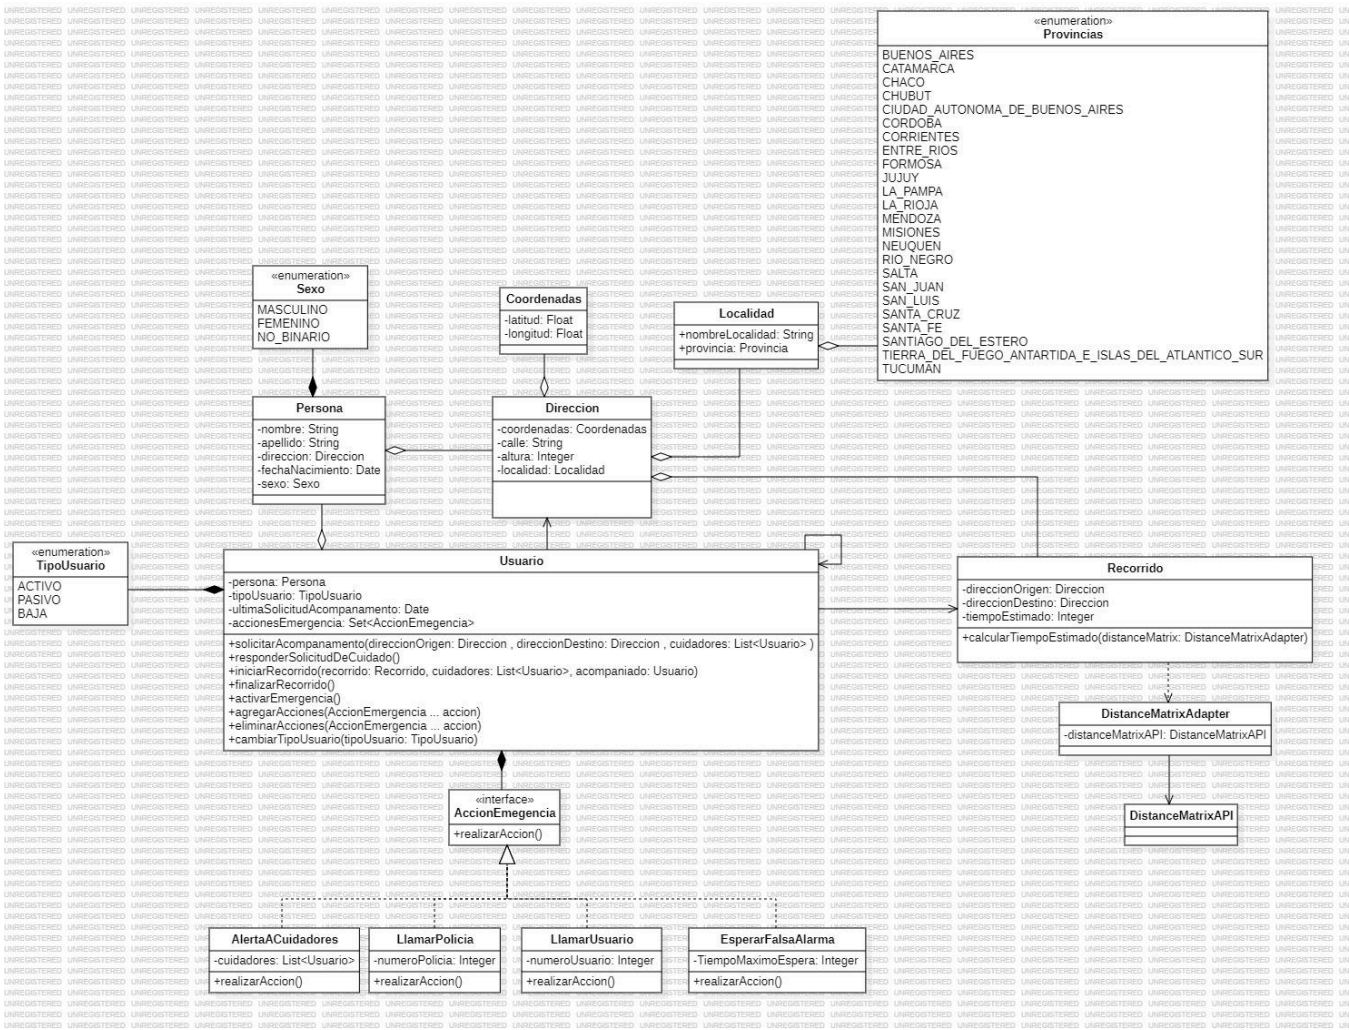 «enumeration»
Provincias
BUENOS_AIRES
CATAMARCA
CHACO
CHUBUT
CIUDAD_AUTONOMA_DE_BUENOS_AIRES
CORDOBA
CORRIENTES
ENTRE_RIOS
FORMOSA
JUJUY
LA_PAMPA
LA_RIOJA
MENDOZA
MISIONES
NEUQUEN
RIO_NEGRO
SALTA
SAN_JUAN
SAN_LUIS
SANTA_CRUZ
SANTA_FE
SANTIAGO_DEL_ESTERO
TIERRA_DEL_FUEGO_ANTARTIDA_E_ISLAS_DEL_ATLANTICO_SUR
TUCUMAN
«enumeration»
Sexo
MASCULINO
FEMENINO
NO_BINARIO
Coordenadas
-latitud: Float
-longitud: Float
Localidad
+nombreLocalidad: String
+provincia: Provincia
Persona
-nombre: String
-apellido: String
-direccion: Direccion
-fechaNacimiento: Date
-sexo: Sexo
Direccion
-coordenadas: Coordenadas
-calle: String
-altura: Integer
-localidad: Localidad
«enumeration»
TipoUsuario
ACTIVO
PASIVO
BAJA
Usuario
-persona: Persona
-tipoUsuario: TipoUsuario
-ultimaSolicitudAcompanamento: Date
-accionesEmergencia: Set<AccionEmegencia>
+solicitarAcompanamento(direccionOrigen: Direccion , direccionDestino: Direccion , cuidadores: List<Usuario> )
+responderSolicitudDeCuidado()
+iniciarRecorrido(recorrido: Recorrido, cuidadores: List<Usuario>, acompaniado: Usuario)
+finalizarRecorrido()
+activarEmergencia()
+agregarAcciones(AccionEmergencia ... accion)
+eliminarAcciones(AccionEmergencia ... accion)
+cambiarTipoUsuario(tipoUsuario: TipoUsuario)
Recorrido
-direcionOrigen: Direccion
-direccionDestino: Direccion
-tiempoEstimado: Integer
+calcularTiempoEstimado(distanceMatrix: DistanceMatrixAdapter)
DistanceMatrixAdapter
-distanceMatrixAPI: DistanceMatrixAPI
DistanceMatrixAPI
«interface»
AccionEmegencia
+realizarAccion()
AlertaACuidadores
-cuidadores: List<Usuario>
+realizarAccion()
LlamarPolicia
-numeroPolicia: Integer
+realizarAccion()
LlamarUsuario
-numeroUsuario: Integer
+realizarAccion()
EsperarFalsaAlarma
-TiempoMaximoEspera: Integer
+realizarAccion()